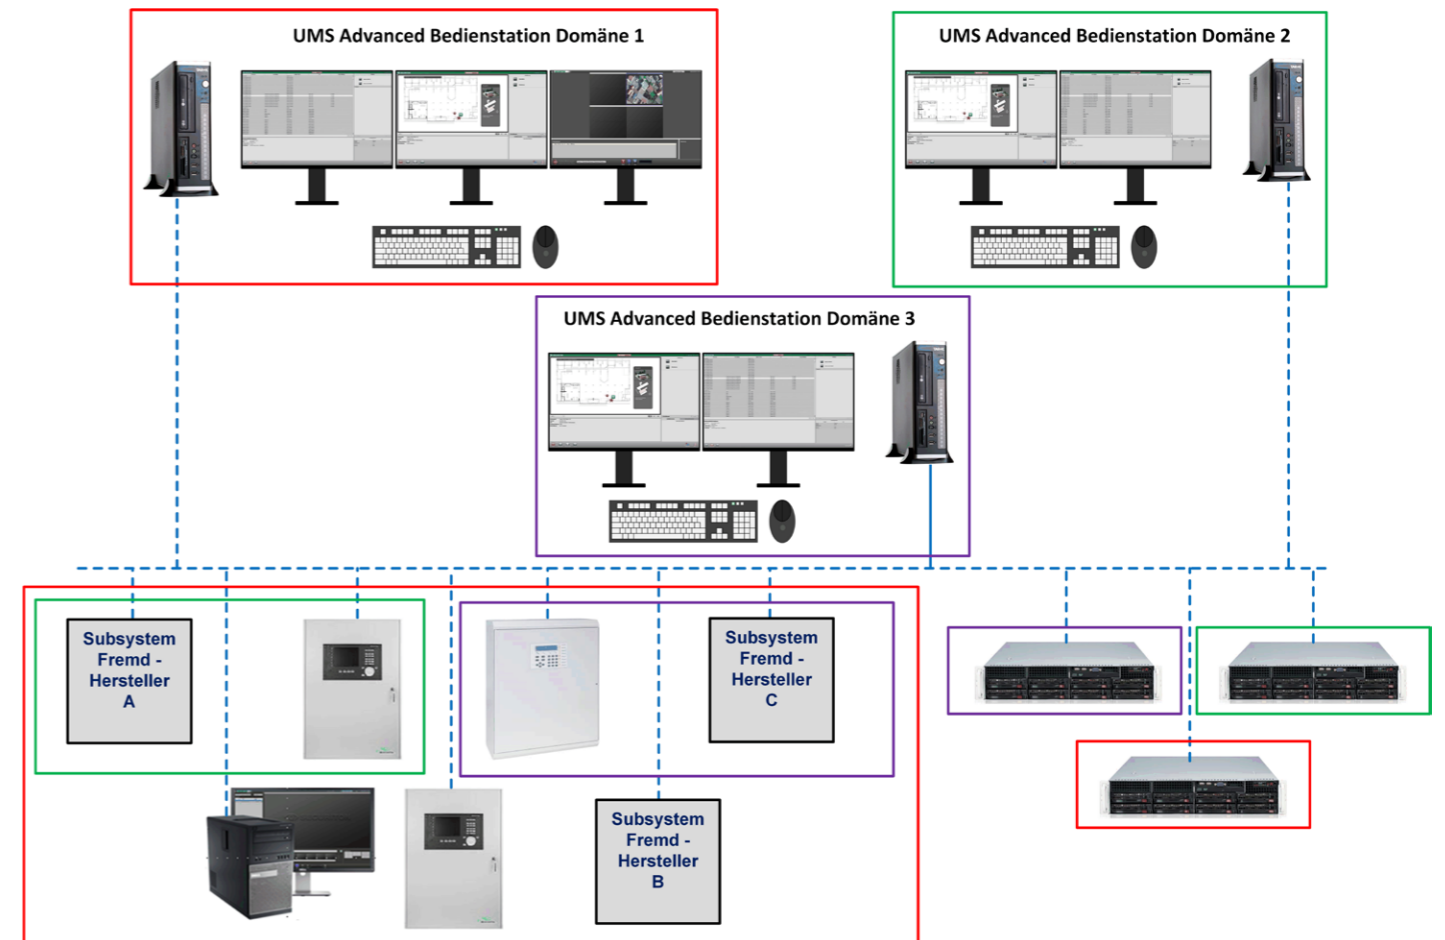 UMS Advanced Bedienstation Domäne 1
UMS Advanced Bedienstation Domäne 2
UMS Advanced Bedienstation Domäne 3
Subsystem
Fremd -
Hersteller
A
Subsystem
Fremd -
Hersteller
C
Subsystem
Fremd -
Hersteller
B